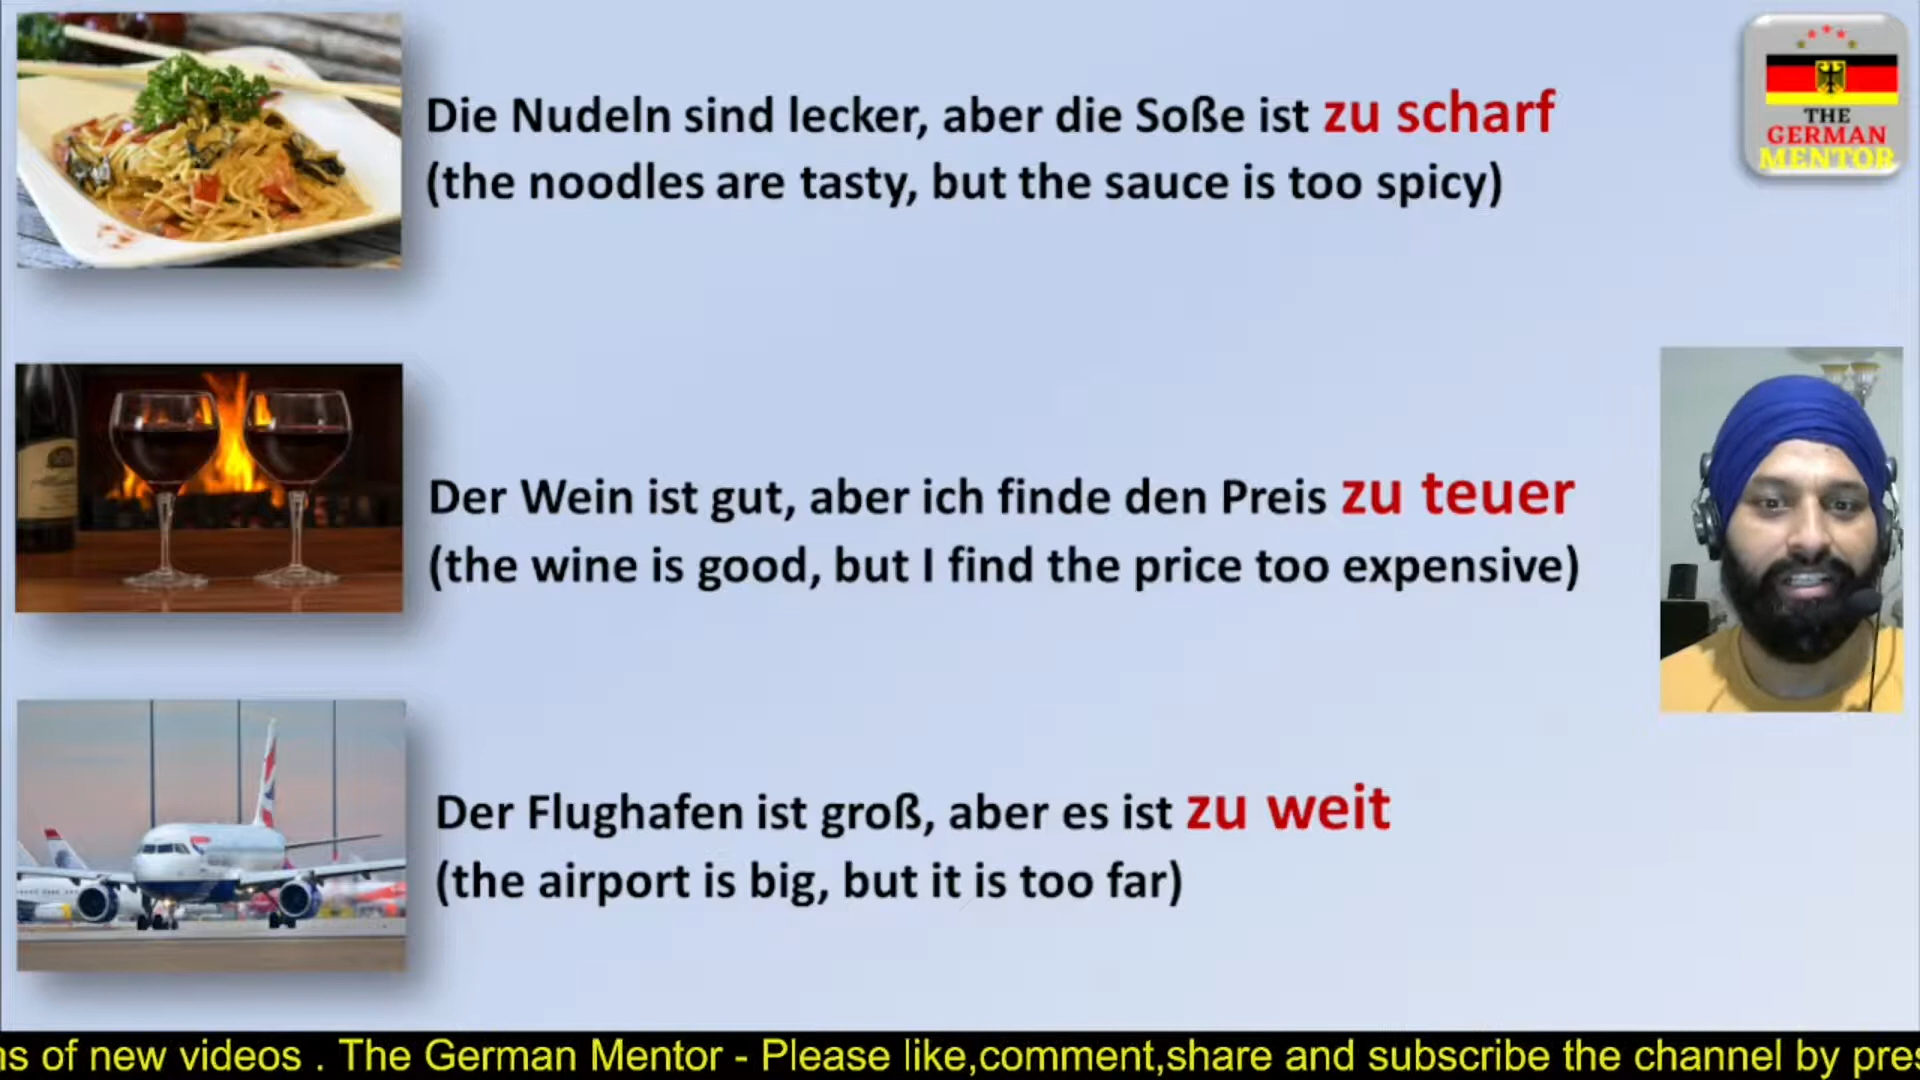 Die Nudeln sind lecker, aber die Soße ist zu scharf
(the noodles are tasty, but the sauce is too spicy)
THE
GERMAN
MENTOR
Der Wein ist gut, aber ich finde den Preis zu teuer
(the wine is good, but I find the price too expensive)
Der Flughafen ist groß, aber es ist zu weit
(the airport is big, but it is too far)
of new videos . The German Mentor - Please like,comment,share and subscribe the channel by